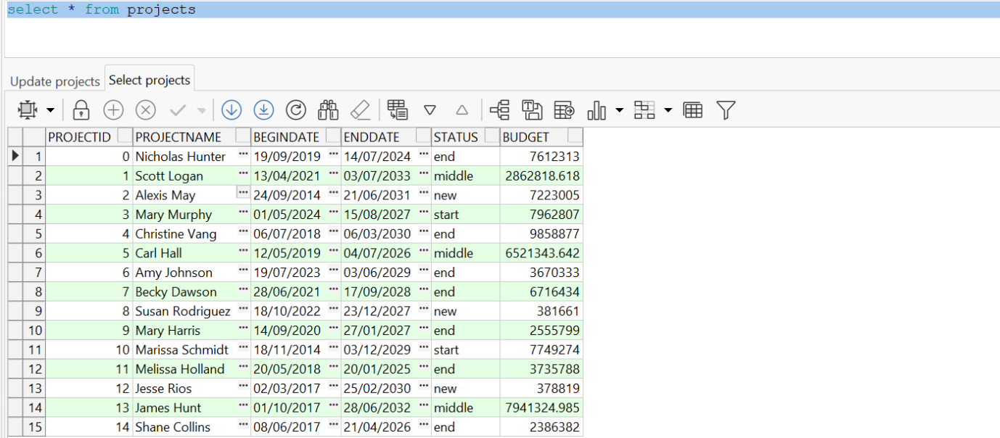 select * from projects
Update projects Select projects
PROJECTID PROJECTNAME BEGINDATE ENDDATE STATUS BUDGET
1 0 Nicholas Hunter ... 19/09/2019 ... 14/07/2024 ... end 7612313
2 1 Scott Logan ... 13/04/2021 ... 03/07/2033 ... middle 2862818.618
3 2 Alexis May ... 24/09/2014 ... 21/06/2031 ... new 7223005
4 3 Mary Murphy ... 01/05/2024 ... 15/08/2027 ... start 7962807
5 4 Christine Vang ... 06/07/2018 ... 06/03/2030 ... end 9858877
6 5 Carl Hall ... 12/05/2019 ... 04/07/2026 ... middle 6521343.642
7 6 Amy Johnson ... 19/07/2023 ... 03/06/2029 ... end 3670333
8 7 Becky Dawson ... 28/06/2021 ... 17/09/2028 ... end 6716434
9 8 Susan Rodriguez ... 18/10/2022 ... 23/12/2027 ... new 381661
10 9 Mary Harris ... 14/09/2020 ... 27/01/2027 ... end 2555799
11 10 Marissa Schmidt ... 18/11/2014 ... 03/12/2029 ... start 7749274
12 11 Melissa Holland ... 20/05/2018 ... 20/01/2025 ... end 3735788
13 12 Jesse Rios ... 02/03/2017 ... 25/02/2030 ... new 378819
14 13 James Hunt ... 01/10/2017 ... 28/06/2032 ... middle 7941324.985
15 14 Shane Collins ... 08/06/2017 ... 21/04/2026 ... end 2386382